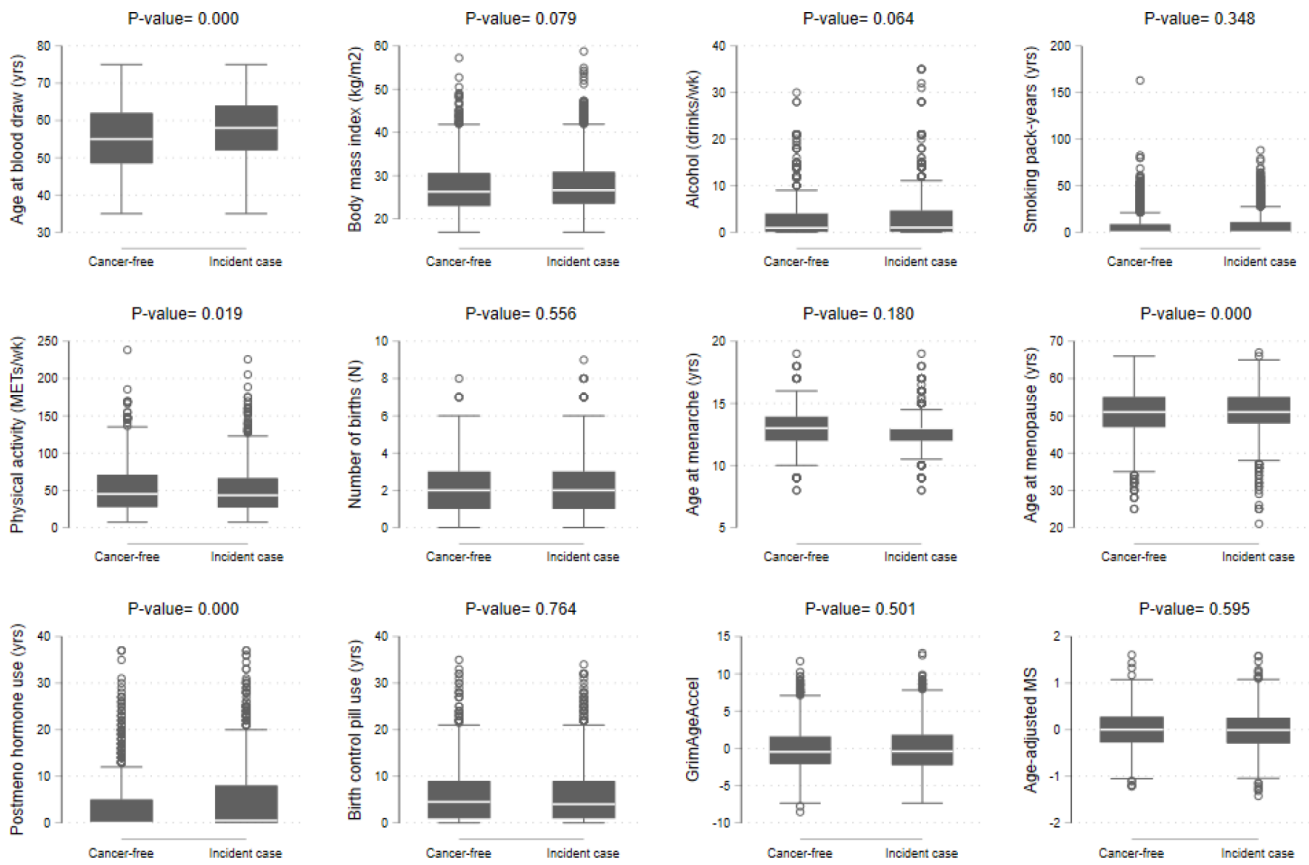 P-value= 0.000
Age at blood draw (yrs)
80
70
60
50
40
30
Cancer-free Incident case
P-value= 0.079
Body mass index (kg/m2)
60
50
40
30
20
Cancer-free Incident case
P-value= 0.064
Alcohol (drinks/wk)
40
30
20
10
0
Cancer-free Incident case
P-value= 0.348
Smoking pack-years (yrs)
200
150
100
50
0
Cancer-free Incident case
P-value= 0.019
Physical activity (METs/wk)
250
200
150
100
50
0
Cancer-free Incident case
P-value= 0.556
Number of births (N)
10
8
6
4
2
0
Cancer-free Incident case
P-value= 0.180
Age at menarche (yrs)
20
15
10
5
Cancer-free Incident case
P-value= 0.000
Age at menopause (yrs)
70
60
50
40
30
20
Cancer-free Incident case
P-value= 0.000
Postmeno hormone use (yrs)
40
30
20
10
0
Cancer-free Incident case
P-value= 0.764
Birth control pill use (yrs)
40
30
20
10
0
Cancer-free Incident case
P-value= 0.501
GrimAgeAccel
15
10
5
0
-5
-10
Cancer-free Incident case
P-value= 0.595
Age-adjusted MS
2
1
0
-1
-2
Cancer-free Incident case